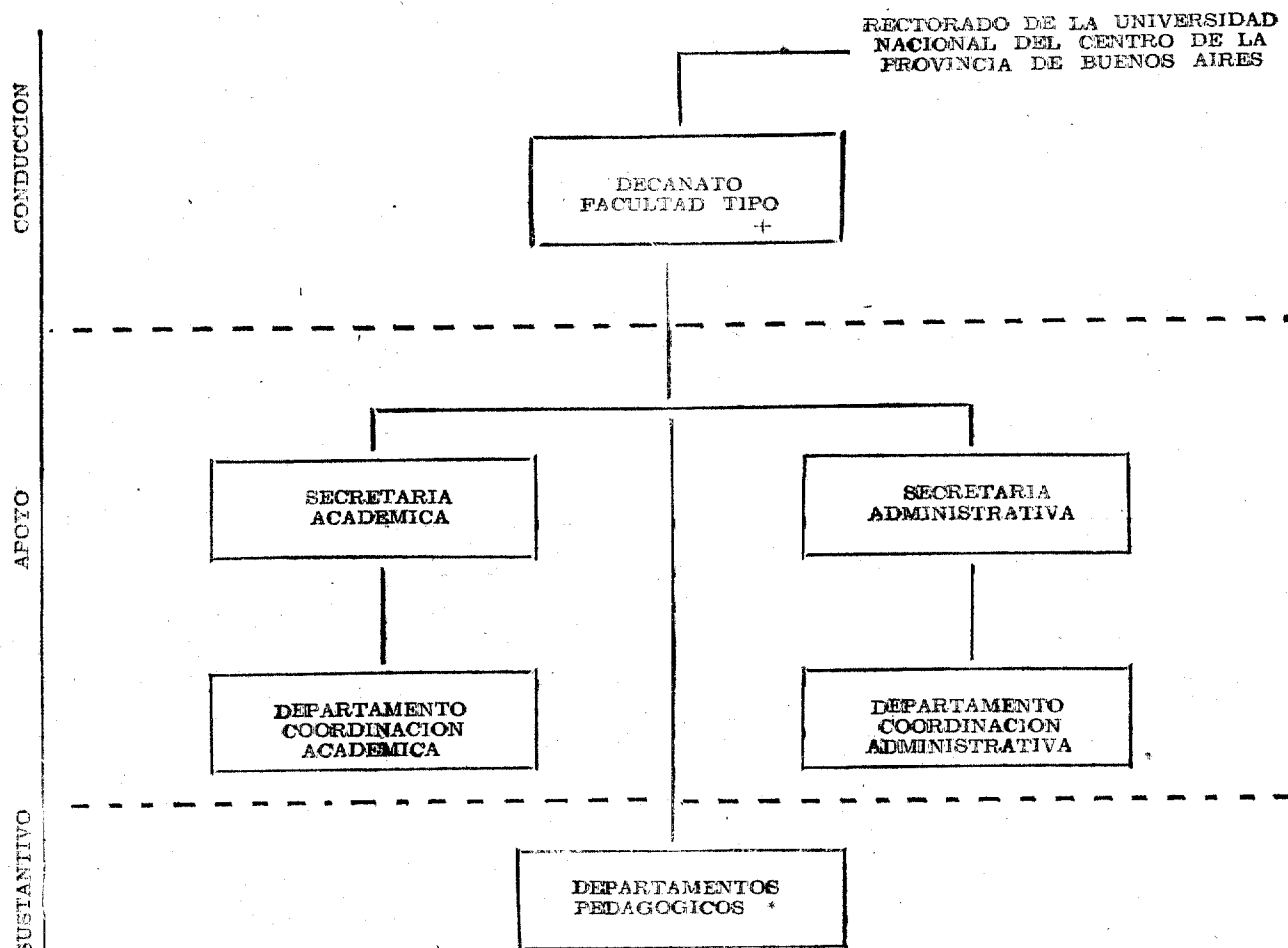 RECTORADO DE LA UNIVERSIDAD
NACIONAL DEL CENTRO DE LA
PROVINCIA DE BUENOS AIRES
CONDUCCION
DECANATO
FACULTAD TIPO
+
APOYO
SECRETARIA
ACADEMICA
SECRETARIA
ADMINISTRATIVA
DEPARTAMENTO
COORDINACION
ACADEMICA
DEPARTAMENTO
COORDINACION
ADMINISTRATIVA
SUSTANTIVO
DEPARTAMENTOS
PEDAGOGICOS *